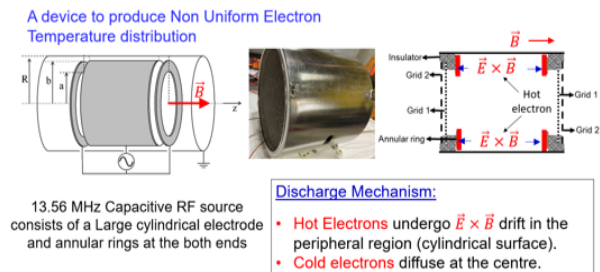 A device to produce Non Uniform Electron
Temperature distribution
R
b
a
B⃗
z
B⃗
Insulator
Grid 2
E⃗ × B⃗
Hot
electron
Grid 1
Grid 1
Grid 2
Annular ring
E⃗ × B⃗
13.56 MHz Capacitive RF source
consists of a Large cylindrical electrode
and annular rings at the both ends
Discharge Mechanism:
• Hot Electrons undergo E⃗ × B⃗ drift in the
peripheral region (cylindrical surface).
• Cold electrons diffuse at the centre.